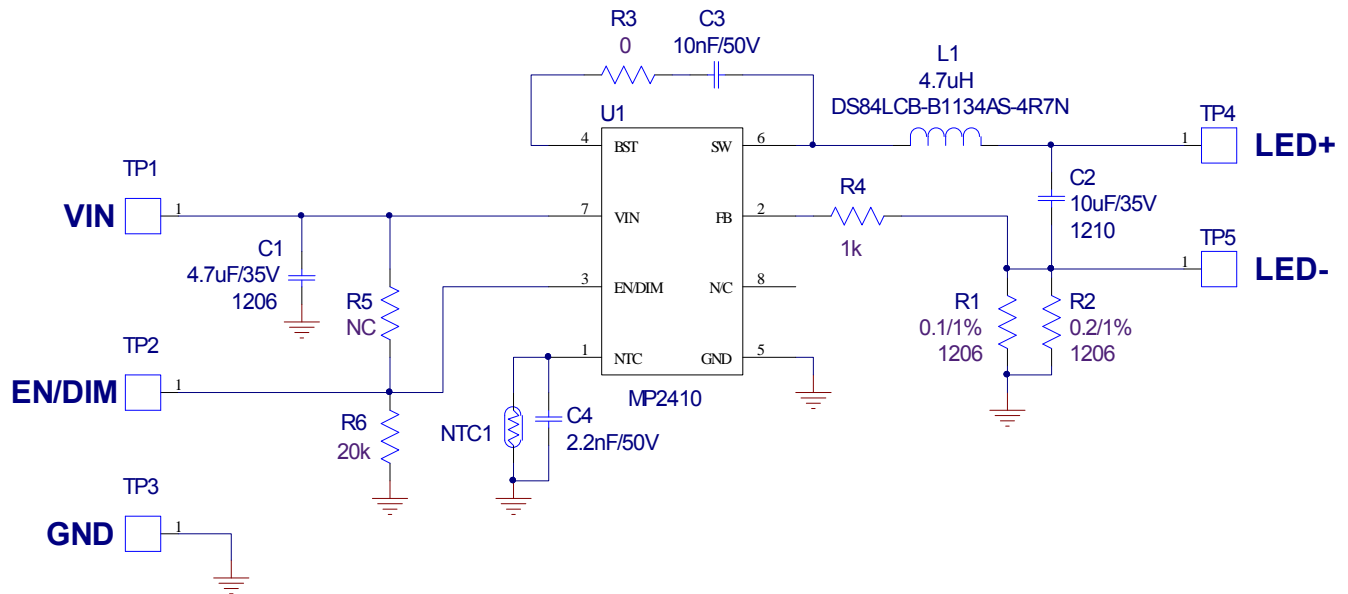 R3
0
C3
10nF/50V
L1
4.7uH
DS84LCB-B1134AS-4R7N
U1
4
BST
SW
6
TP4
1
LED+
TP1
VIN
1
7
VIN
FB
2
R4
1k
C2
10uF/35V
1210
C1
4.7uF/35V
1206
R5
NC
3
EN/DIM
N/C
8
TP5
1
LED-
R1
0.1/1%
1206
R2
0.2/1%
1206
TP2
EN/DIM
1
1
NTC
GND
5
MP2410
R6
20k
NTC1
C4
2.2nF/50V
TP3
GND
1